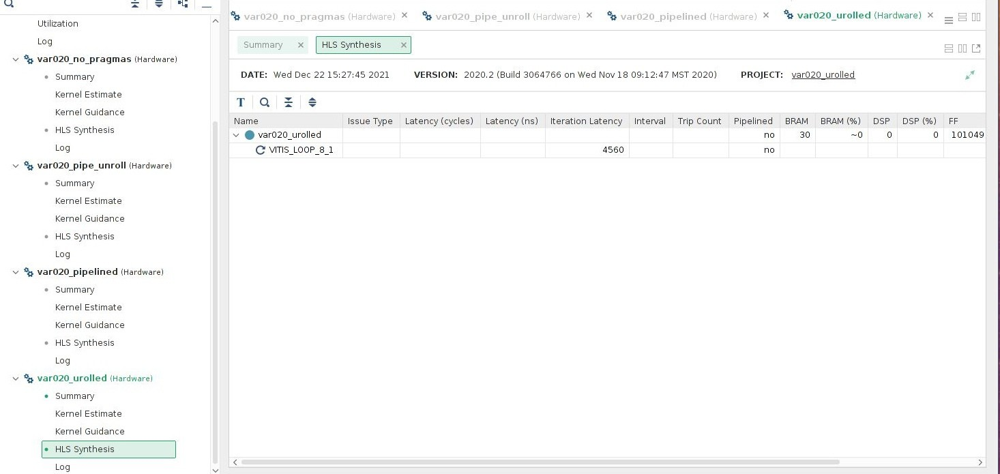 Utilization
Log
var020_no_pragmas (Hardware)
Summary
Kernel Estimate
Kernel Guidance
HLS Synthesis
Log
var020_pipe_unroll (Hardware)
Summary
Kernel Estimate
Kernel Guidance
HLS Synthesis
Log
var020_pipelined (Hardware)
Summary
Kernel Estimate
Kernel Guidance
HLS Synthesis
Log
var020_urolled (Hardware)
Summary
Kernel Estimate
Kernel Guidance
HLS Synthesis
Log
var020_no_pragmas (Hardware) var020_pipe_unroll (Hardware) var020_pipelined (Hardware) var020_urolled (Hardware)
Summary HLS Synthesis
DATE: Wed Dec 22 15:27:45 2021 VERSION: 2020.2 (Build 3064766 on Wed Nov 18 09:12:47 MST 2020) PROJECT: var020_urolled
T
Name Issue Type Latency (cycles) Latency (ns) Iteration Latency Interval Trip Count Pipelined BRAM BRAM (%) DSP DSP (%) FF
var020_urolled no 30 ~0 0 0 101049
VITIS_LOOP_8_1 4560 no